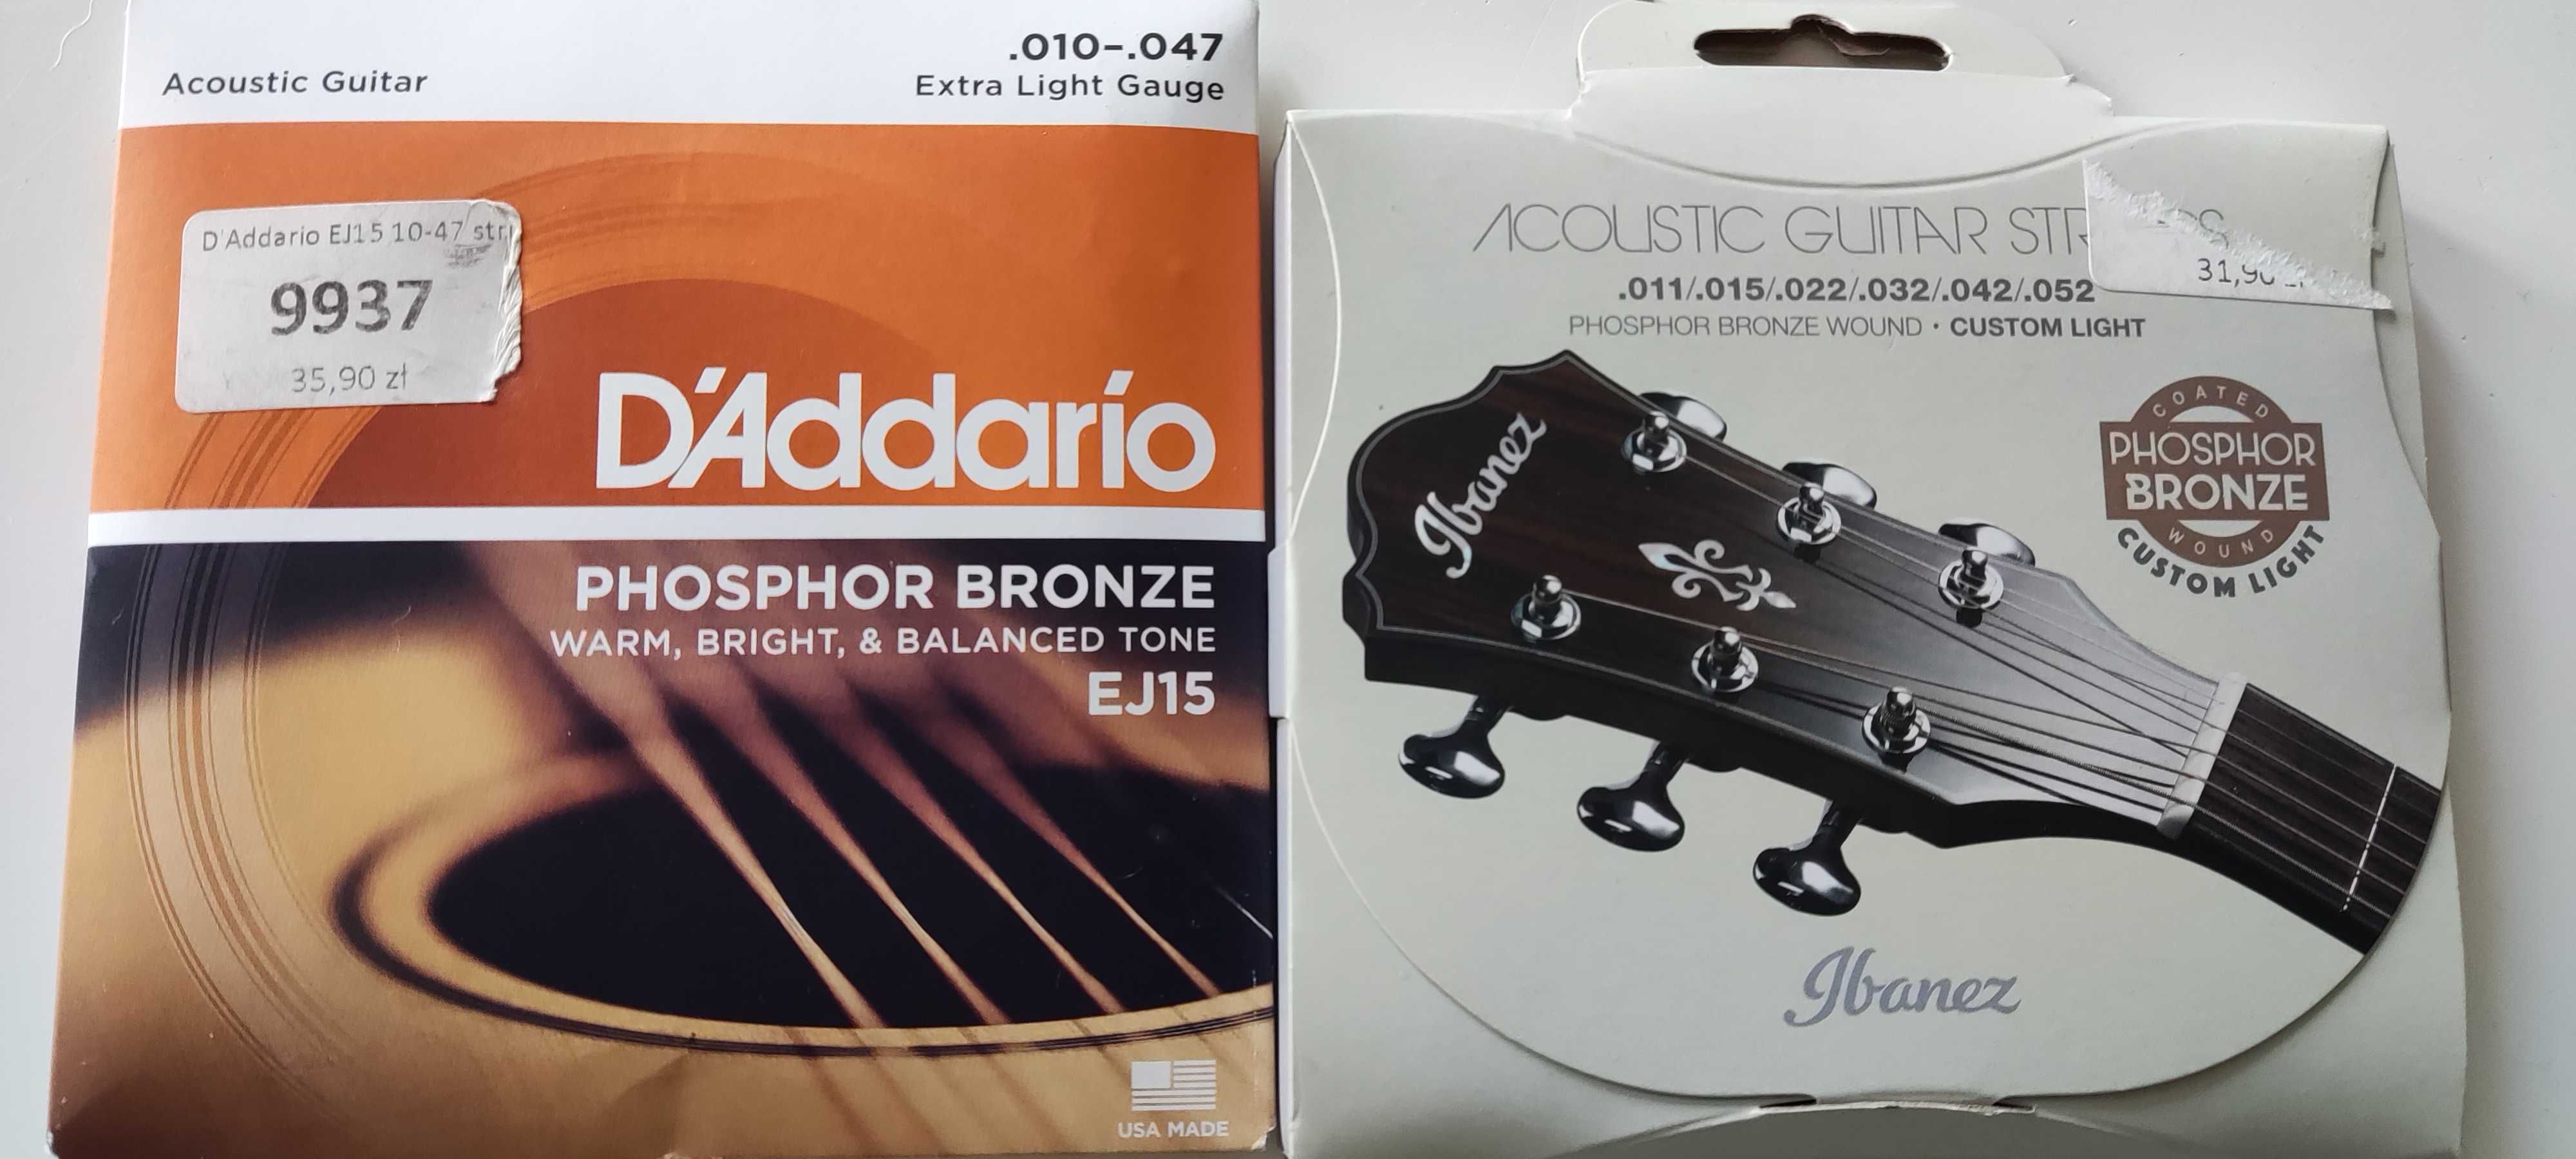 Acoustic Guitar
.010–.047
Extra Light Gauge
D'Addario EJ15 10-47
9937
35,90 zł
D'Addario
PHOSPHOR BRONZE
WARM, BRIGHT, & BALANCED TONE
EJ15
USA MADE
ACOUSTIC GUITAR
.011/.015/.022/.032/.042/.052
PHOSPHOR BRONZE WOUND • CUSTOM LIGHT
COATED
PHOSPHOR
BRONZE
WOUND
CUSTOM LIGHT
Ibanez
Ibanez